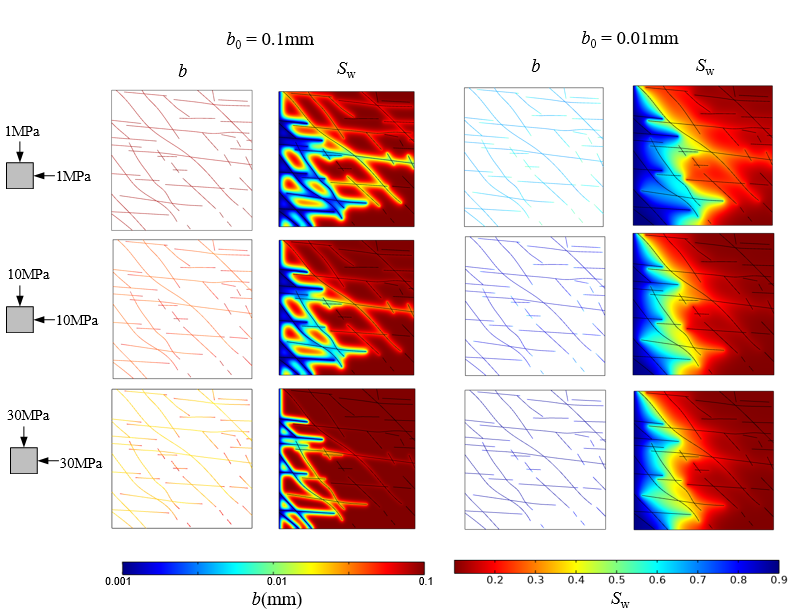 b₀ = 0.1mm
b₀ = 0.01mm
b
Sw
b
Sw
1MPa
1MPa
10MPa
10MPa
30MPa
30MPa
0.001
0.01
0.1
b(mm)
0.2
0.3
0.4
0.5
0.6
0.7
0.8
0.9
Sw